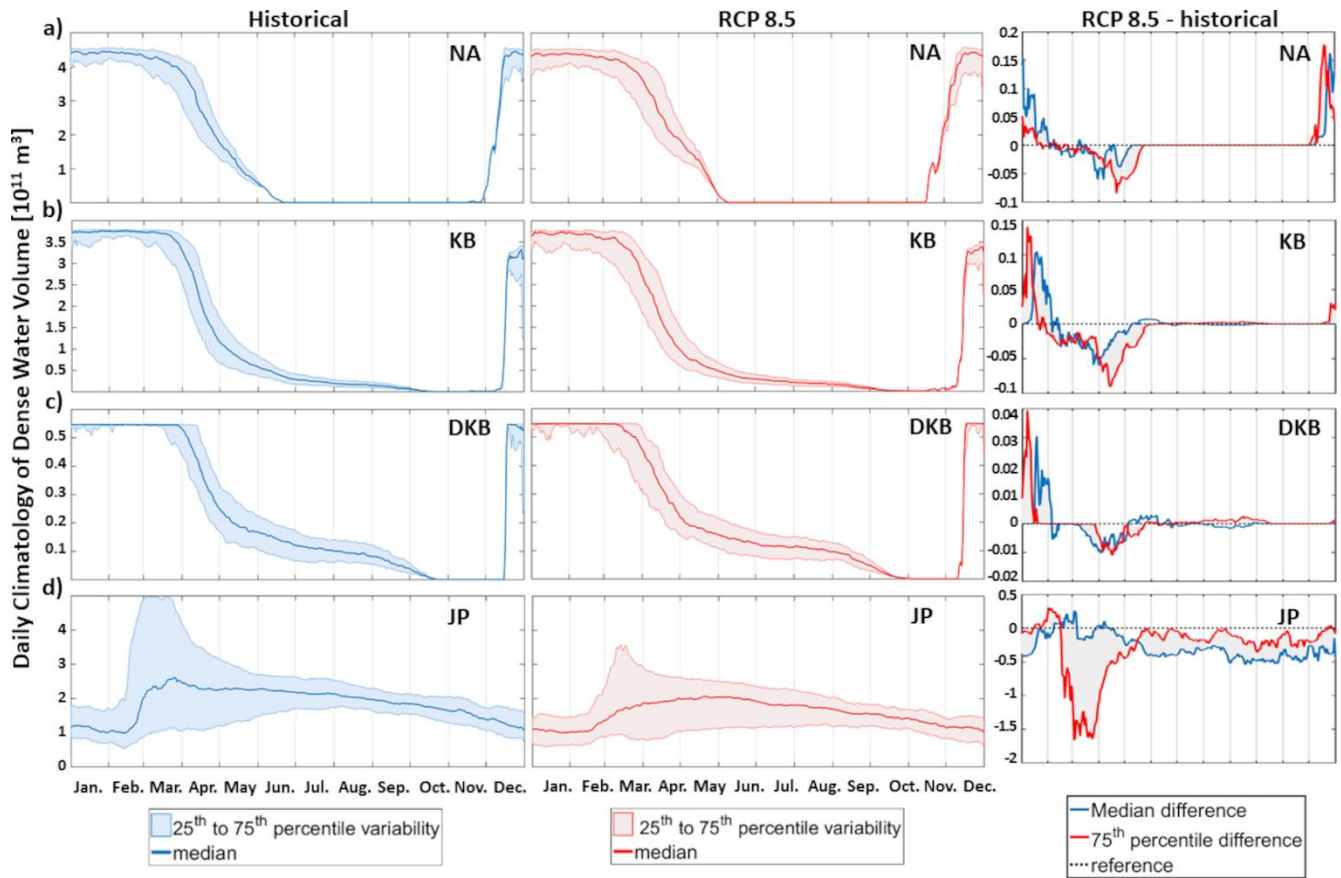 Historical
RCP 8.5
RCP 8.5 - historical
Daily Climatology of Dense Water Volume [10¹¹ m³]
a)
NA
4
3
2
1
NA
NA
0.2
0.15
0.1
0.05
0
-0.05
-0.1
b)
KB
3.5
3
2.5
2
1.5
1
0.5
KB
KB
0.15
0.10
0.05
0
-0.05
-0.1
c)
DKB
0.5
0.4
0.3
0.2
0.1
DKB
DKB
0.04
0.03
0.02
0.01
0
-0.01
-0.02
d)
JP
4
3
2
1
0
JP
JP
0.5
0
-0.5
-1
-1.5
-2
Jan. Feb. Mar. Apr. May Jun. Jul. Aug. Sep. Oct. Nov. Dec.
Jan. Feb. Mar. Apr. May Jun. Jul. Aug. Sep. Oct. Nov. Dec.
25th to 75th percentile variability
median
25th to 75th percentile variability
median
Median difference
75th percentile difference
reference